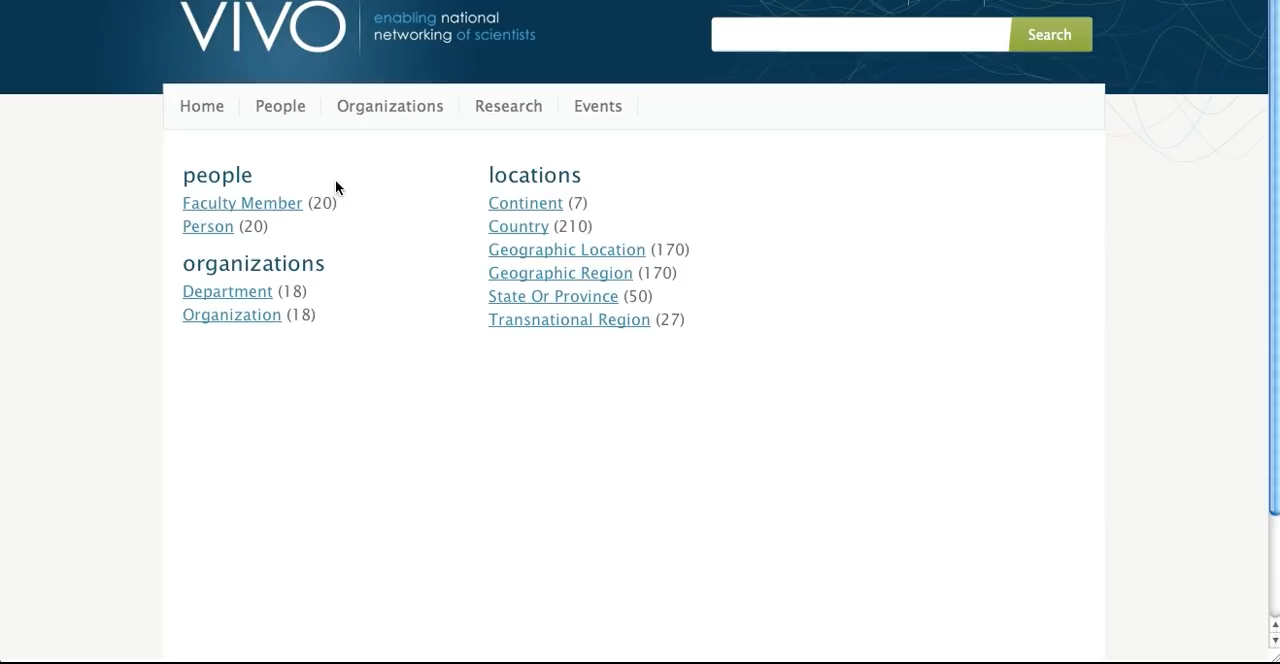 VIVO
enabling national
networking of scientists
Search
Home
People
Organizations
Research
Events
people
Faculty Member (20)
Person (20)
organizations
Department (18)
Organization (18)
locations
Continent (7)
Country (210)
Geographic Location (170)
Geographic Region (170)
State Or Province (50)
Transnational Region (27)